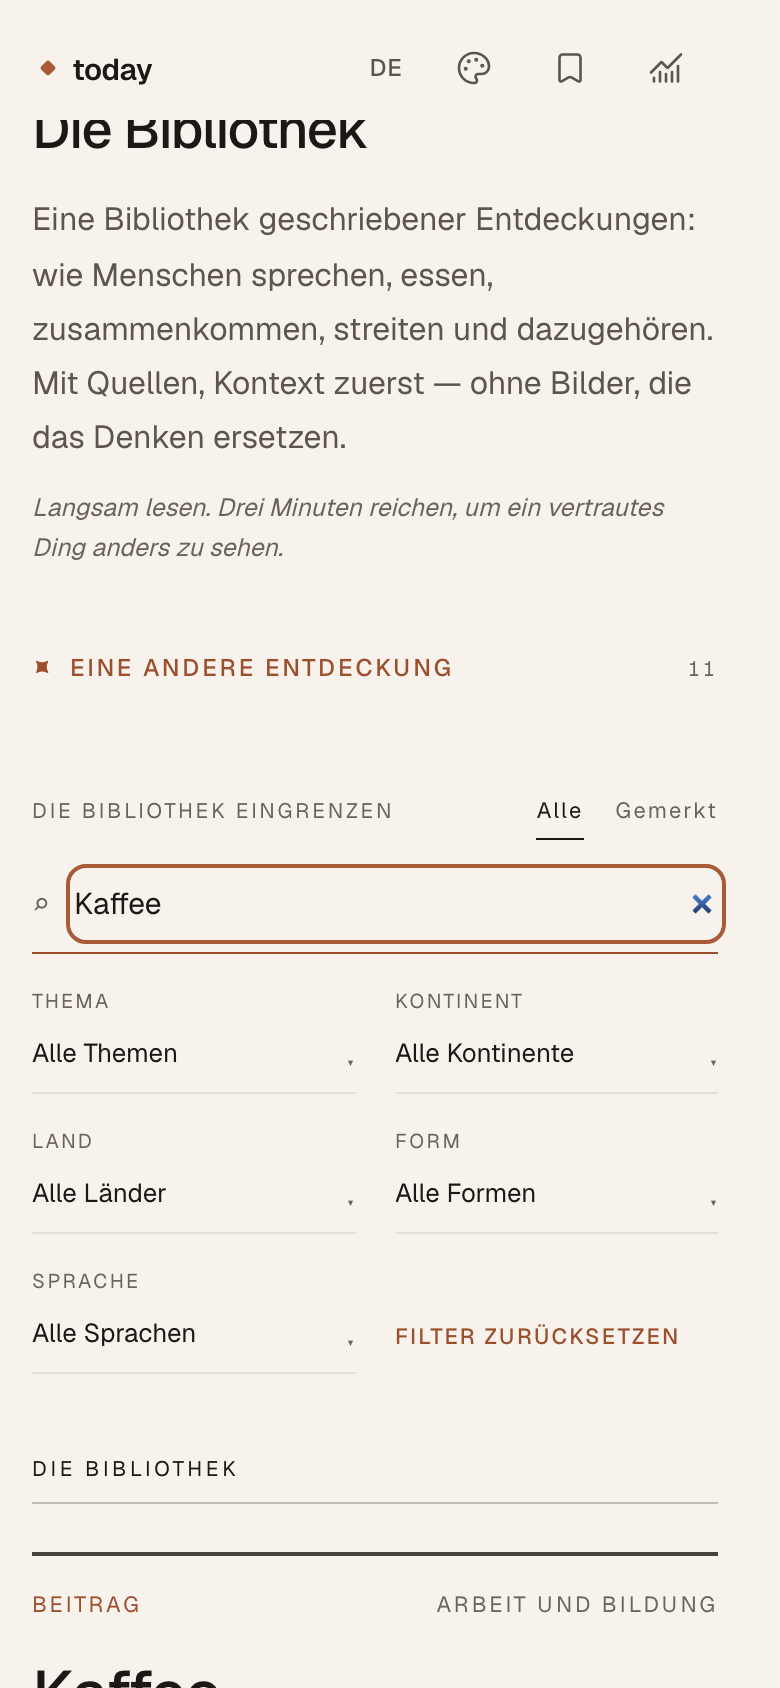 today
DE
Die Bibliothek
Eine Bibliothek geschriebener Entdeckungen:
wie Menschen sprechen, essen,
zusammenkommen, streiten und dazugehören.
Mit Quellen, Kontext zuerst — ohne Bilder, die
das Denken ersetzen.
Langsam lesen. Drei Minuten reichen, um ein vertrautes
Ding anders zu sehen.
EINE ANDERE ENTDECKUNG 11
DIE BIBLIOTHEK EINGRENZEN Alle Gemerkt
Kaffee
THEMA KONTINENT
Alle Themen Alle Kontinente
LAND FORM
Alle Länder Alle Formen
SPRACHE
Alle Sprachen FILTER ZURÜCKSETZEN
DIE BIBLIOTHEK
BEITRAG ARBEIT UND BILDUNG
Kaffee